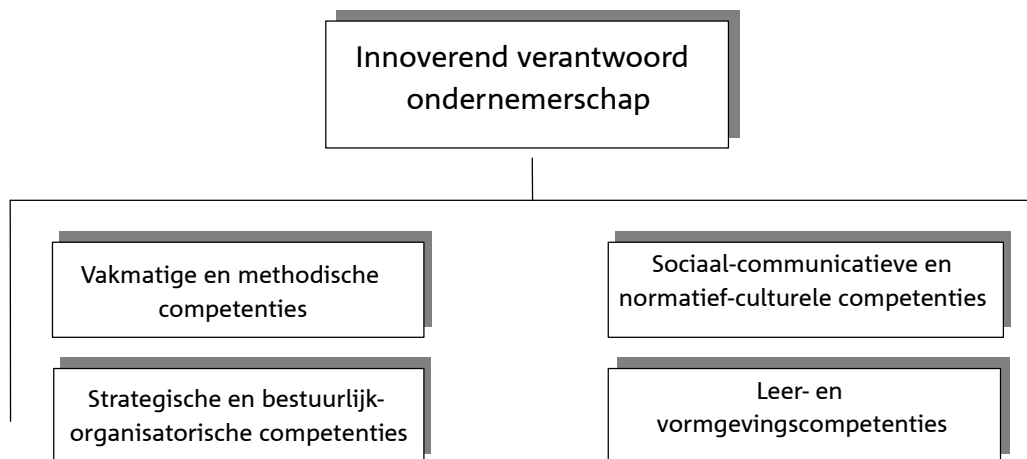 Innoverend verantwoord
ondernemerschap
Vakmatige en methodische
competenties
Sociaal-communicatieve en
normatief-culturele competenties
Strategische en bestuurlijk-
organisatorische competenties
Leer- en
vormgevingscompetenties